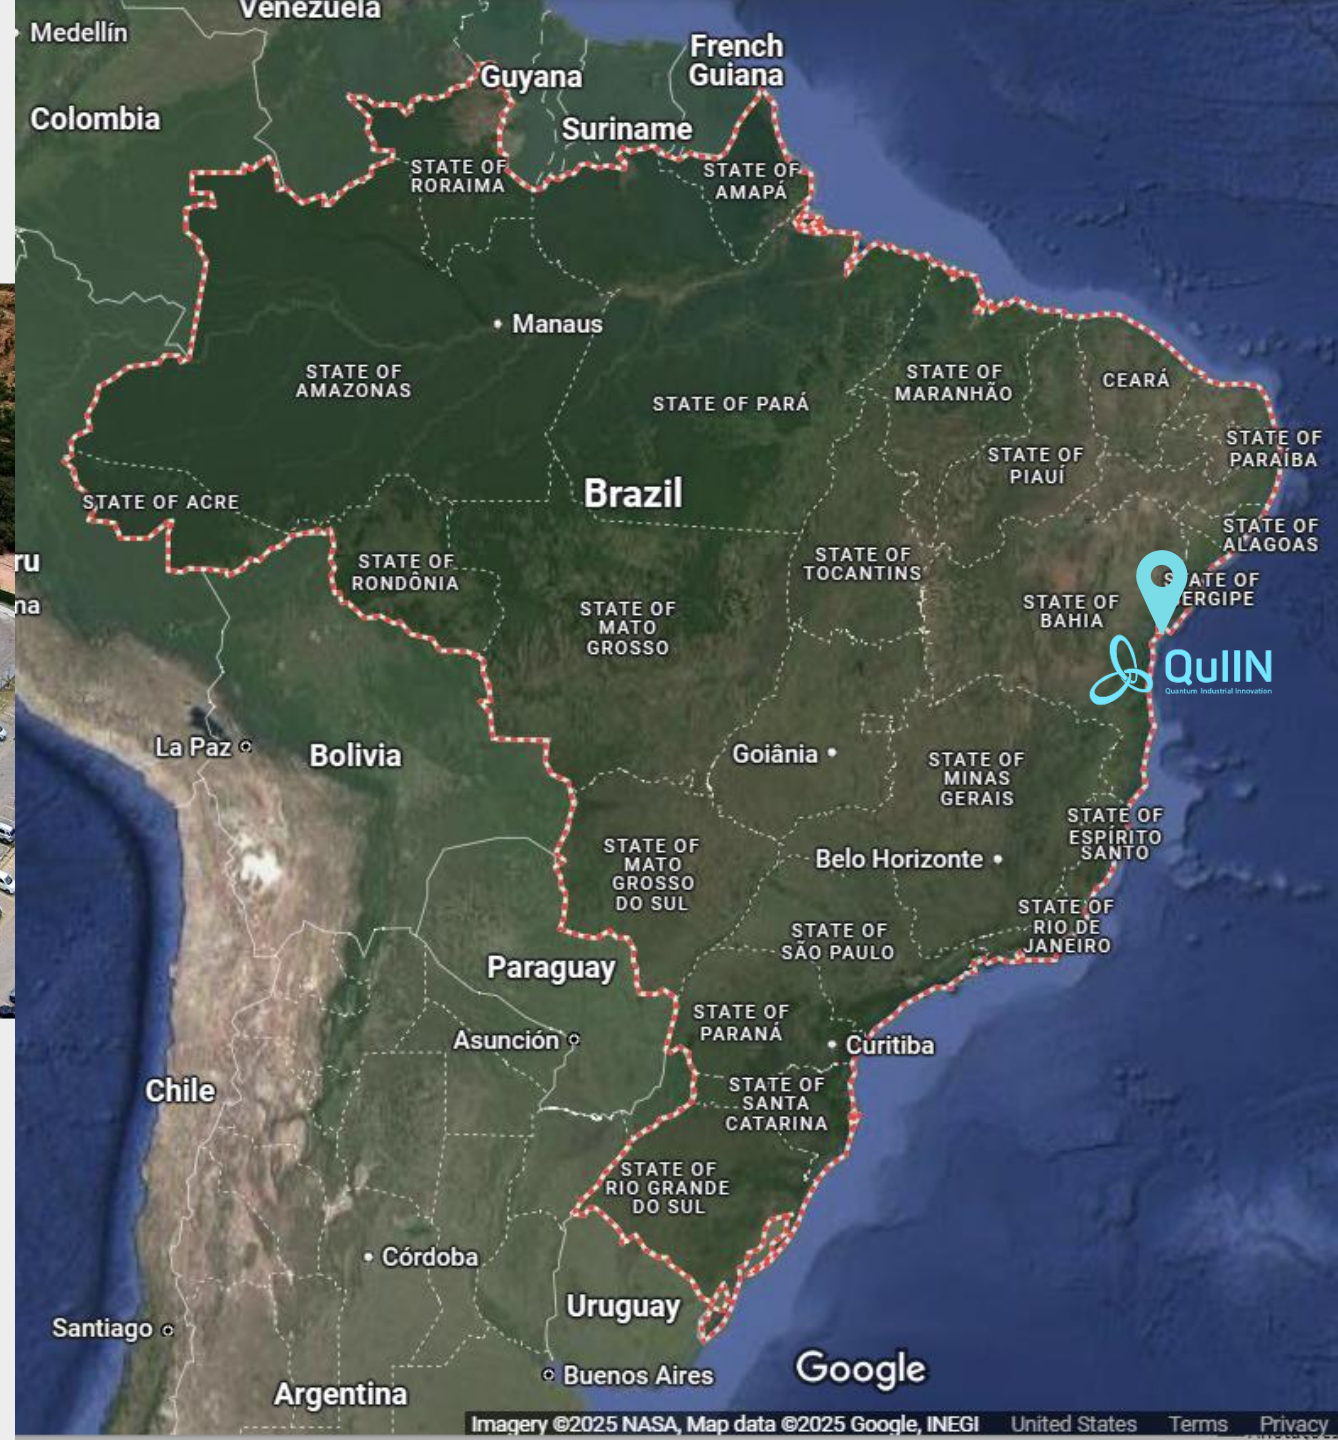 Venezuela
Medellín
French
Guiana
Guyana
Colombia
Suriname
STATE OF
RORAIMA
STATE OF
AMAPÁ
Manaus
STATE OF
AMAZONAS
STATE OF PARÁ
STATE OF
MARANHÃO
CEARÁ
STATE OF
PARAÍBA
STATE OF
PIAUÍ
Brazil
STATE OF ACRE
STATE OF
ALAGOAS
ru
na
STATE OF
RONDÔNIA
STATE OF
TOCANTINS
STATE OF
MATO
GROSSO
STATE OF
BAHIA
ATE OF
ERGIPE
QuIIN
Quantum Industrial Innovation
La Paz
Bolivia
Goiânia
STATE OF
MINAS
GERAIS
STATE OF
ESPÍRITO
SANTO
STATE OF
MATO
GROSSO
DO SUL
Belo Horizonte
STATE OF
RIO DE
JANEIRO
STATE OF
SÃO PAULO
Paraguay
STATE OF
PARANÁ
Asunción
Curitiba
Chile
STATE OF
SANTA
CATARINA
STATE OF
RIO GRANDE
DO SUL
Córdoba
Uruguay
Santiago
Buenos Aires
Google
Argentina
Imagery ©2025 NASA, Map data ©2025 Google, INEGI United States Terms Privacy